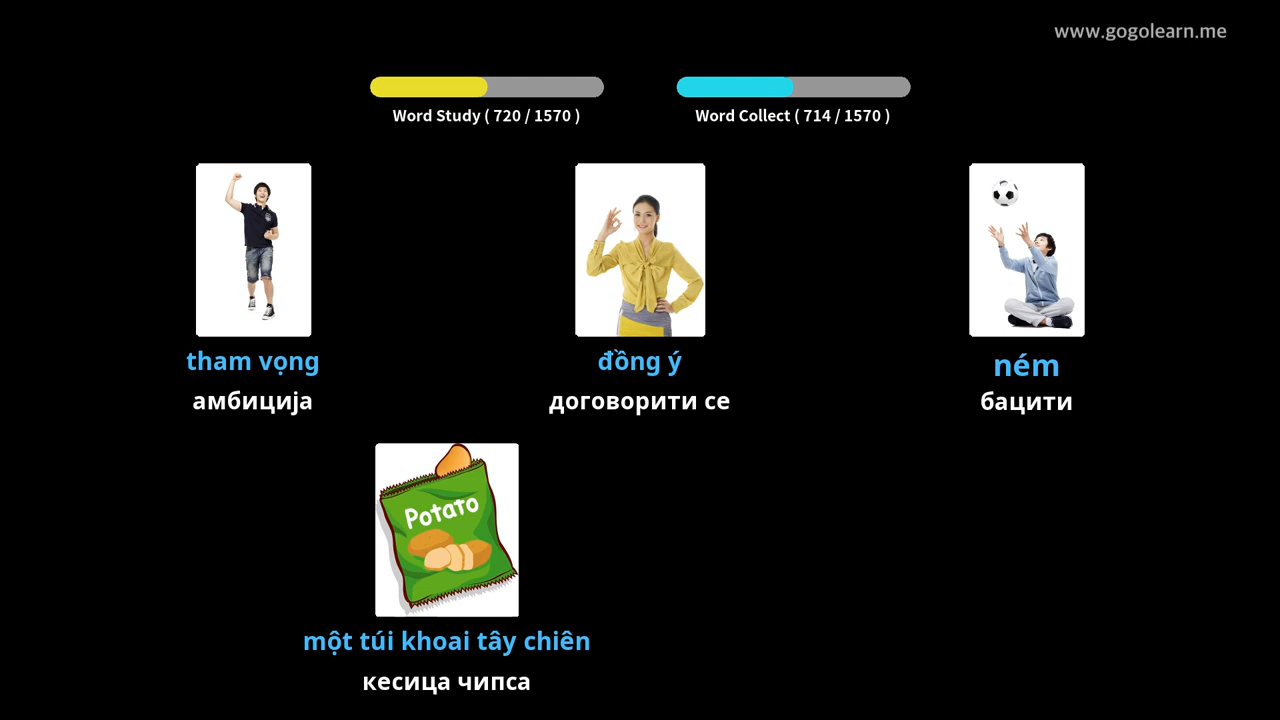 www.gogolearn.me
Word Study ( 720 / 1570 )
Word Collect ( 714 / 1570 )
tham vọng
амбиција
đồng ý
договорити се
ném
бацити
Potato
một túi khoai tây chiên
кесица чипса